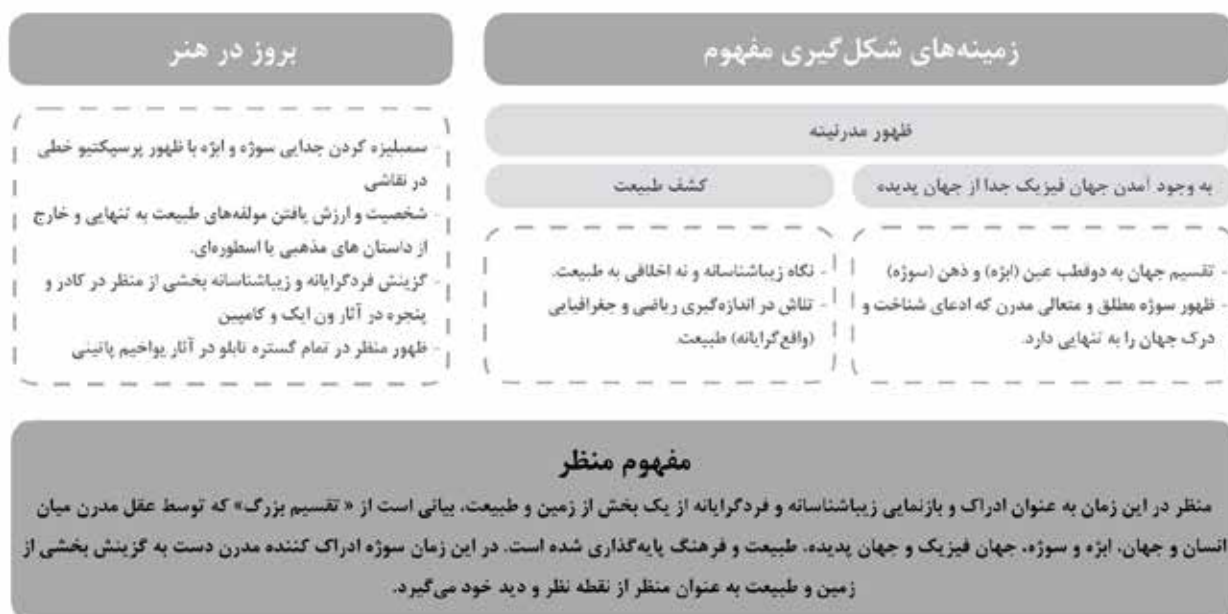 زمینه‌های شکل‌گیری مفهوم
ظهور مدرنیته
به وجود آمدن جهان فیزیک جدا از جهان پدیده
- تقسیم جهان به دوقطب عین (ابژه) و ذهن (سوژه)
- ظهور سوژه مطلق و متعالی مدرن که ادعای شناخت و
درک جهان را به تنهایی دارد.
کشف طبیعت
- نگاه زیباشناسانه و نه اخلاقی به طبیعت.
- تلاش در اندازه‌گیری ریاضی و جغرافیایی
(واقع‌گرایانه) طبیعت.
بروز در هنر
- سمبلیزه کردن جدایی سوژه و ابژه با ظهور پرسپکتیو خطی
در نقاشی
- شخصیت و ارزش یافتن مولفه‌های طبیعت به تنهایی و خارج
از داستان های مذهبی یا اسطوره‌ای.
- گزینش فردگرایانه و زیباشناسانه بخشی از منظر در کادر و
پنجره در آثار ون ایک و کامپین
- ظهور منظر در تمام گستره تابلو در آثار یواخیم پاتینی
مفهوم منظر
منظر در این زمان به عنوان ادراک و بازنمایی زیباشناسانه و فردگرایانه از یک بخش از زمین و طبیعت، بیانی است از « تقسیم بزرگ» که توسط عقل مدرن میان
انسان و جهان، ابژه و سوژه، جهان فیزیک و جهان پدیده، طبیعت و فرهنگ پایه‌گذاری شده است. در این زمان سوژه ادراک کننده مدرن دست به گزینش بخشی از
زمین و طبیعت به عنوان منظر از نقطه نظر و دید خود می‌گیرد.